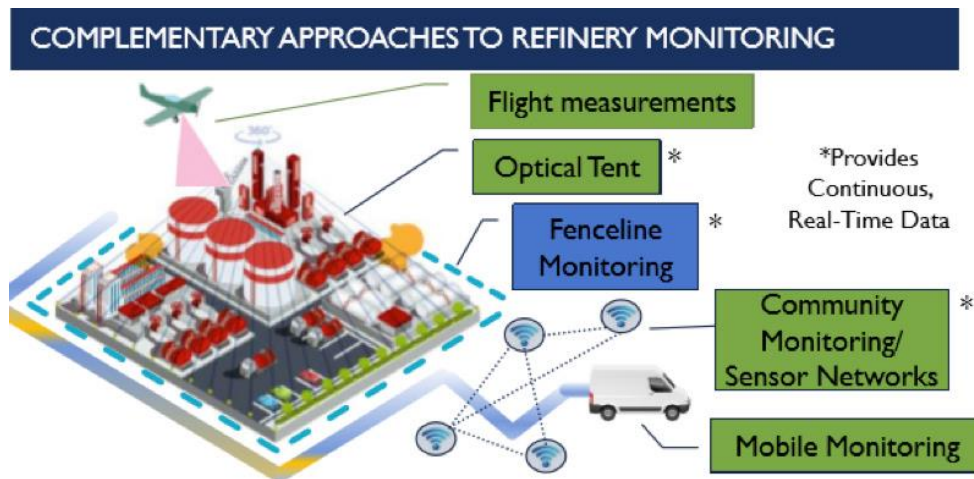 COMPLEMENTARY APPROACHES TO REFINERY MONITORING
Flight measurements
360°
Optical Tent *
*Provides
Continuous,
Real-Time Data
Fenceline *
Monitoring
Community *
Monitoring/
Sensor Networks
Mobile Monitoring